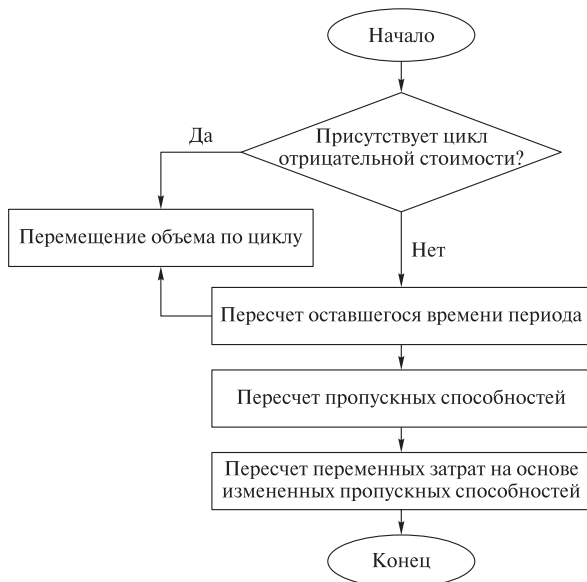 Начало
Присутствует цикл
отрицательной стоимости?
Да
Перемещение объема по циклу
Нет
Пересчет оставшегося времени периода
Пересчет пропускных способностей
Пересчет переменных затрат на основе
измененных пропускных способностей
Конец